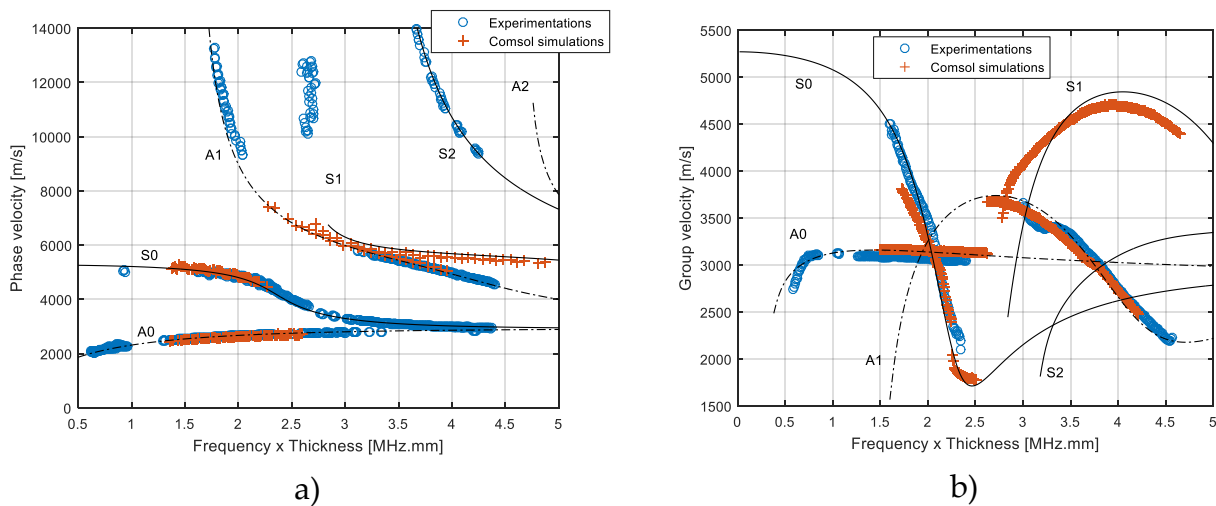 Experimentations
Comsol simulations
14000
12000
10000
8000
6000
4000
2000
0
Phase velocity [m/s]
A1
S1
S2
A2
S0
A0
0.5 1 1.5 2 2.5 3 3.5 4 4.5 5
Frequency x Thickness [MHz.mm]
a)
Experimentations
Comsol simulations
5500
5000
4500
4000
3500
3000
2500
2000
1500
Group velocity [m/s]
S0
S1
A0
A1
S2
0 0.5 1 1.5 2 2.5 3 3.5 4 4.5 5
Frequency x Thickness [MHz.mm]
b)